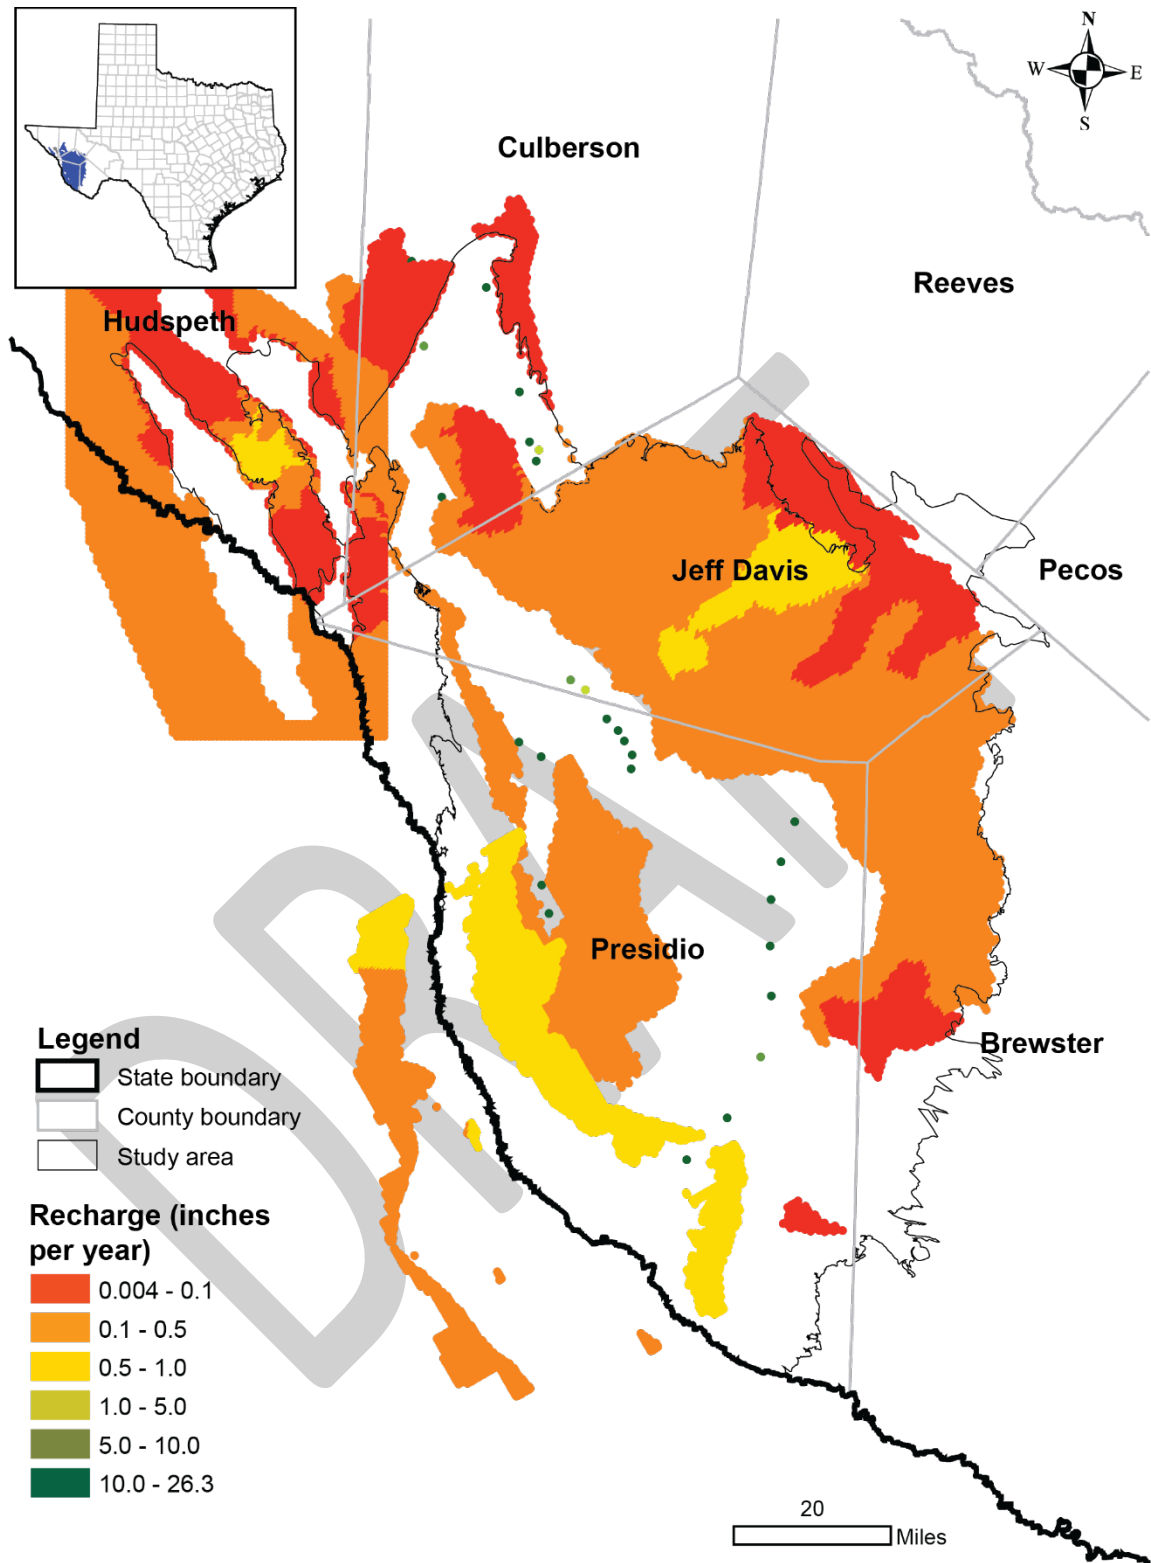 N
W
E
S
Culberson
Reeves
Hudspeth
Jeff Davis
Pecos
Presidio
Brewster
DRAFT
Legend
State boundary
County boundary
Study area
Recharge (inches
per year)
0.004 - 0.1
0.1 - 0.5
0.5 - 1.0
1.0 - 5.0
5.0 - 10.0
10.0 - 26.3
20
Miles